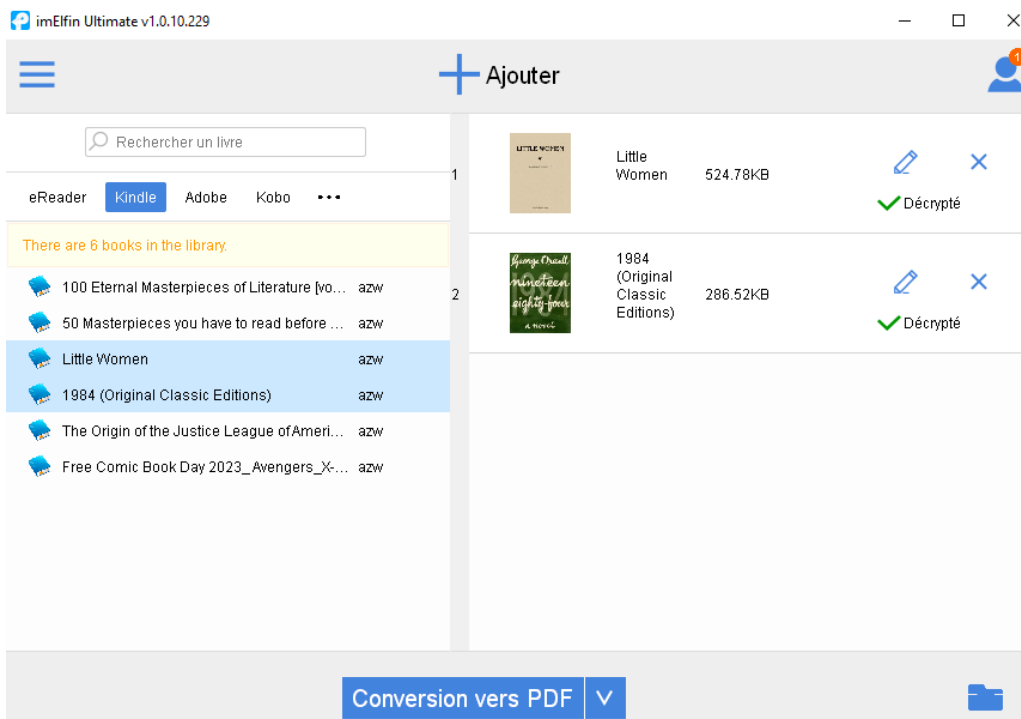 imElfin Ultimate v1.0.10.229
Ajouter
1
Rechercher un livre
eReader Kindle Adobe Kobo •••
There are 6 books in the library.
100 Eternal Masterpieces of Literature [vo... azw
50 Masterpieces you have to read before ... azw
Little Women azw
1984 (Original Classic Editions) azw
The Origin of the Justice League of Ameri... azw
Free Comic Book Day 2023_Avengers_X-... azw
1
LITTLE WOMEN
Little
Women
524.78KB
Décrypté
2
George Orwell
1984
nineteen
eighty-four
a novel
1984
(Original
Classic
Editions)
286.52KB
Décrypté
Conversion vers PDF